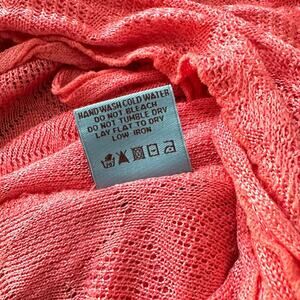 HAND WASH COLD WATER
DO NOT BLEACH
DO NOT TUMBLE DRY
LAY FLAT TO DRY
LOW IRON